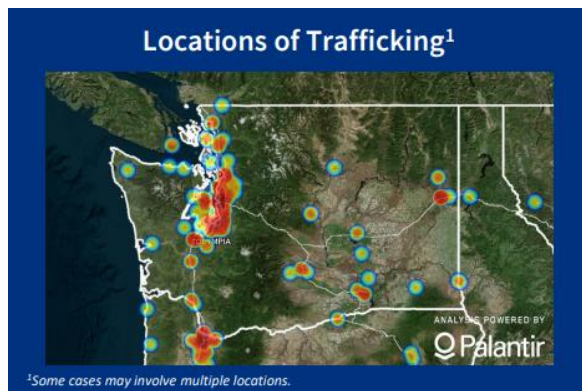 Locations of Trafficking¹
OLYMPIA
ANALYSIS POWERED BY
Palantir
¹Some cases may involve multiple locations.